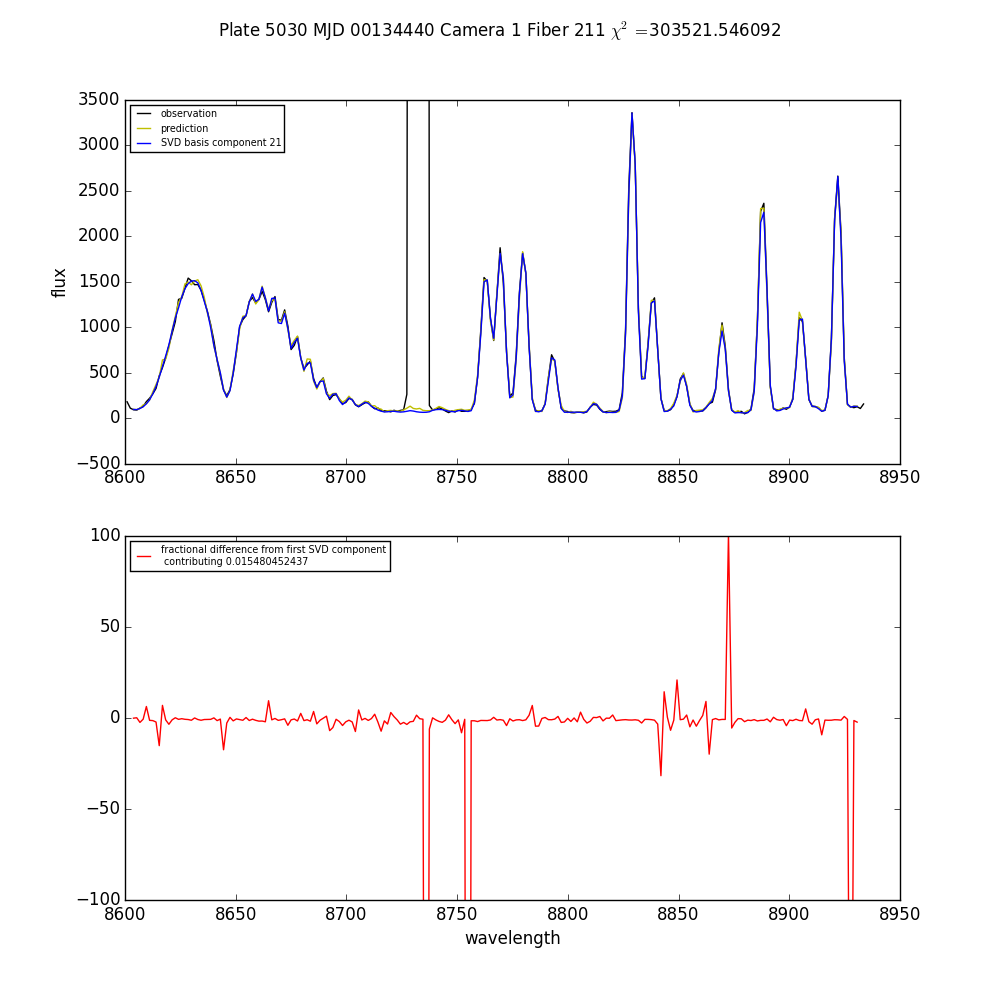 Plate 5030 MJD 00134440 Camera 1 Fiber 211 χ² =303521.546092
3500
3000
2500
2000
1500
1000
500
0
−500
flux
observation
prediction
SVD basis component 21
8600 8650 8700 8750 8800 8850 8900 8950
100
50
0
−50
−100
fractional difference from first SVD component
contributing 0.015480452437
8600 8650 8700 8750 8800 8850 8900 8950
wavelength